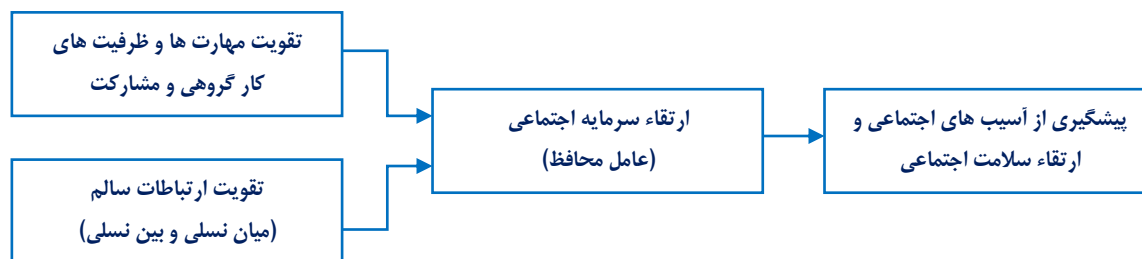 تقویت مهارت ها و ظرفیت های
کار گروهی و مشارکت
تقویت ارتباطات سالم
(میان نسلی و بین نسلی)
ارتقاء سرمایه اجتماعی
(عامل محافظ)
پیشگیری از آسیب های اجتماعی و
ارتقاء سلامت اجتماعی